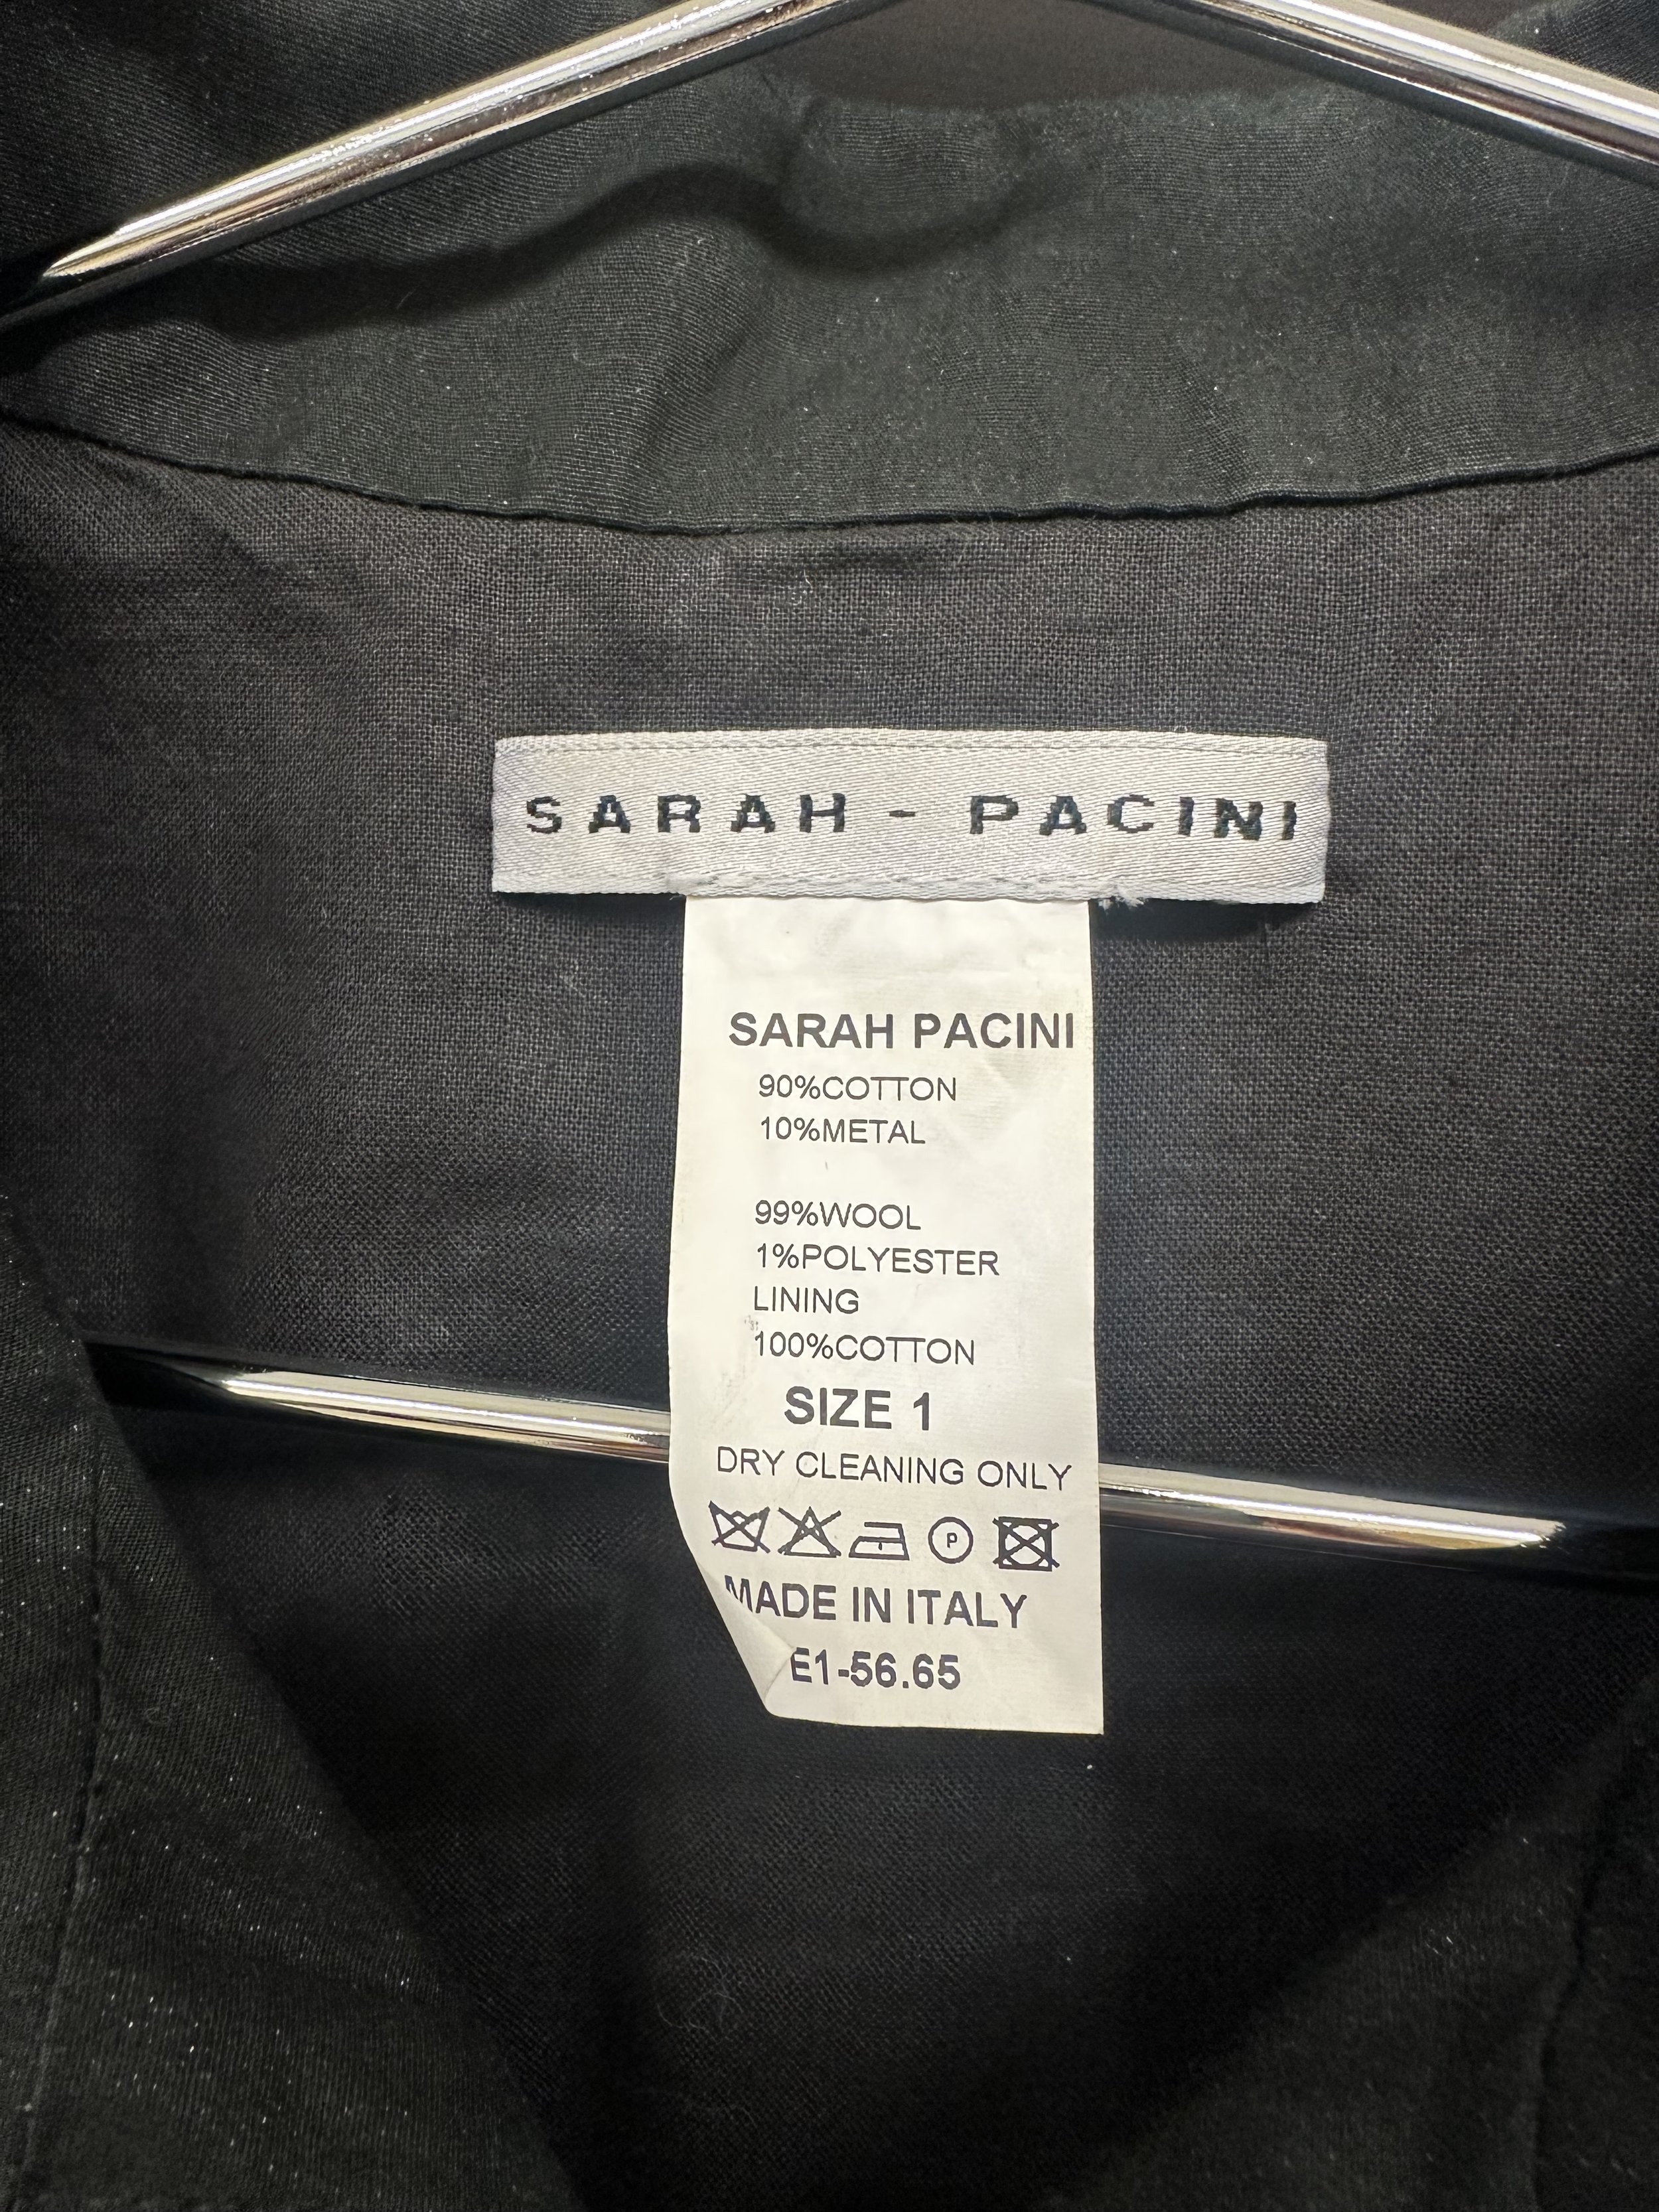 SARAH - PACINI
SARAH PACINI
90%COTTON
10%METAL
99%WOOL
1%POLYESTER
LINING
100%COTTON
SIZE 1
DRY CLEANING ONLY
P
MADE IN ITALY
E1-56.65